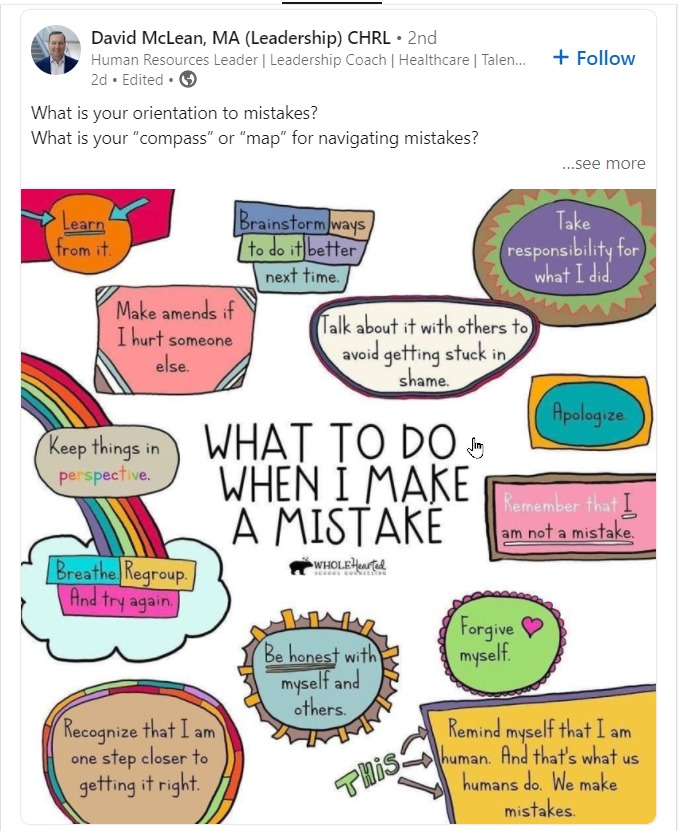 David McLean, MA (Leadership) CHRL • 2nd
Human Resources Leader | Leadership Coach | Healthcare | Talen...
2d • Edited •
+ Follow
What is your orientation to mistakes?
What is your “compass” or “map” for navigating mistakes?
...see more
Learn
from it.
Brainstorm ways
to do it better
next time.
Take
responsibility for
what I did.
Make amends if
I hurt someone
else.
Talk about it with others to
avoid getting stuck in
shame.
Apologize.
Keep things in
perspective.
WHAT TO DO
WHEN I MAKE
A MISTAKE
WHOLEHearted
SCHOOL COUNSELING
Remember that I
am not a mistake.
Breathe. Regroup.
And try again.
Be honest with
myself and
others.
Forgive
myself.
Recognize that I am
one step closer to
getting it right.
THIS
Remind myself that I am
human. And that's what us
humans do. We make
mistakes.